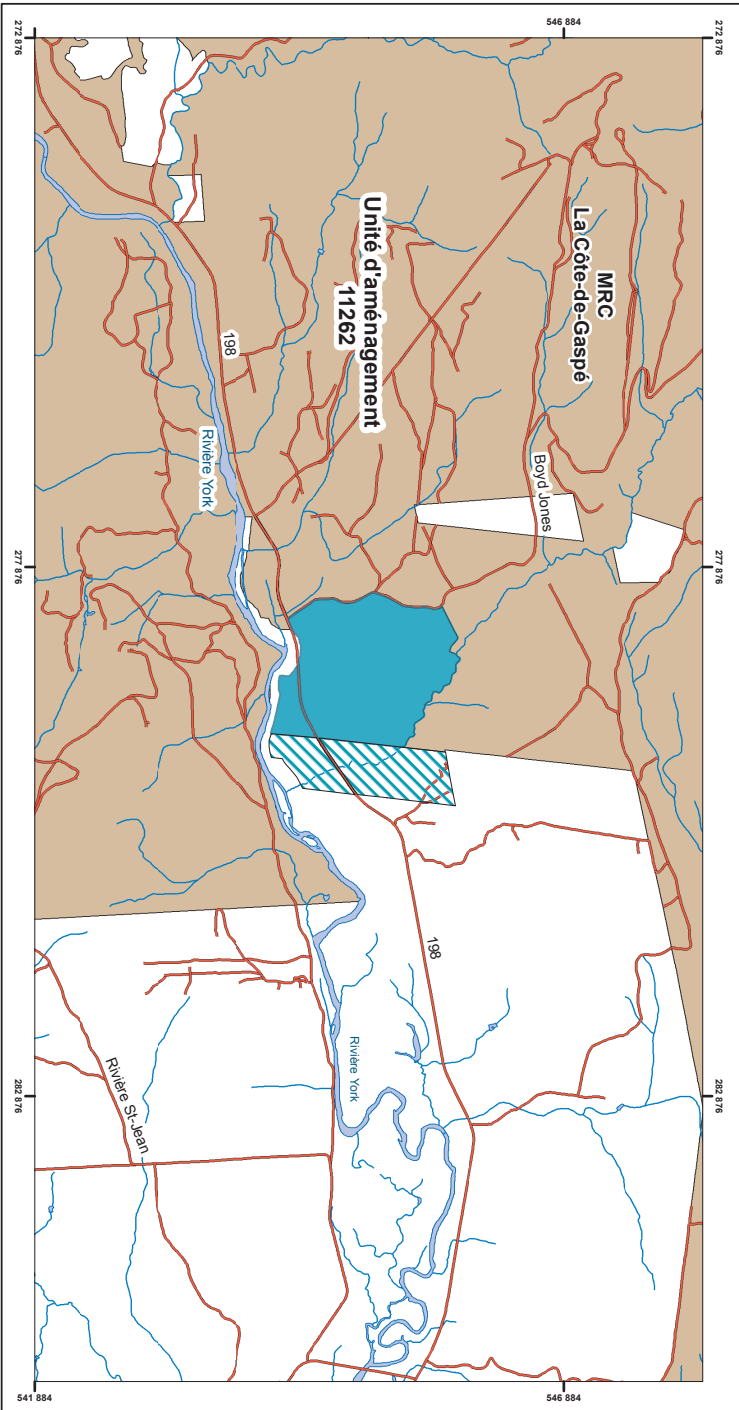 272 876
277 876
282 876
546 884
546 884
MRC
La Côte-de-Gaspé
Boyd Jones
Unité d'aménagement
11262
198
198
Rivière York
Rivière York
Rivière St-Jean
272 876
277 876
282 876
541 884